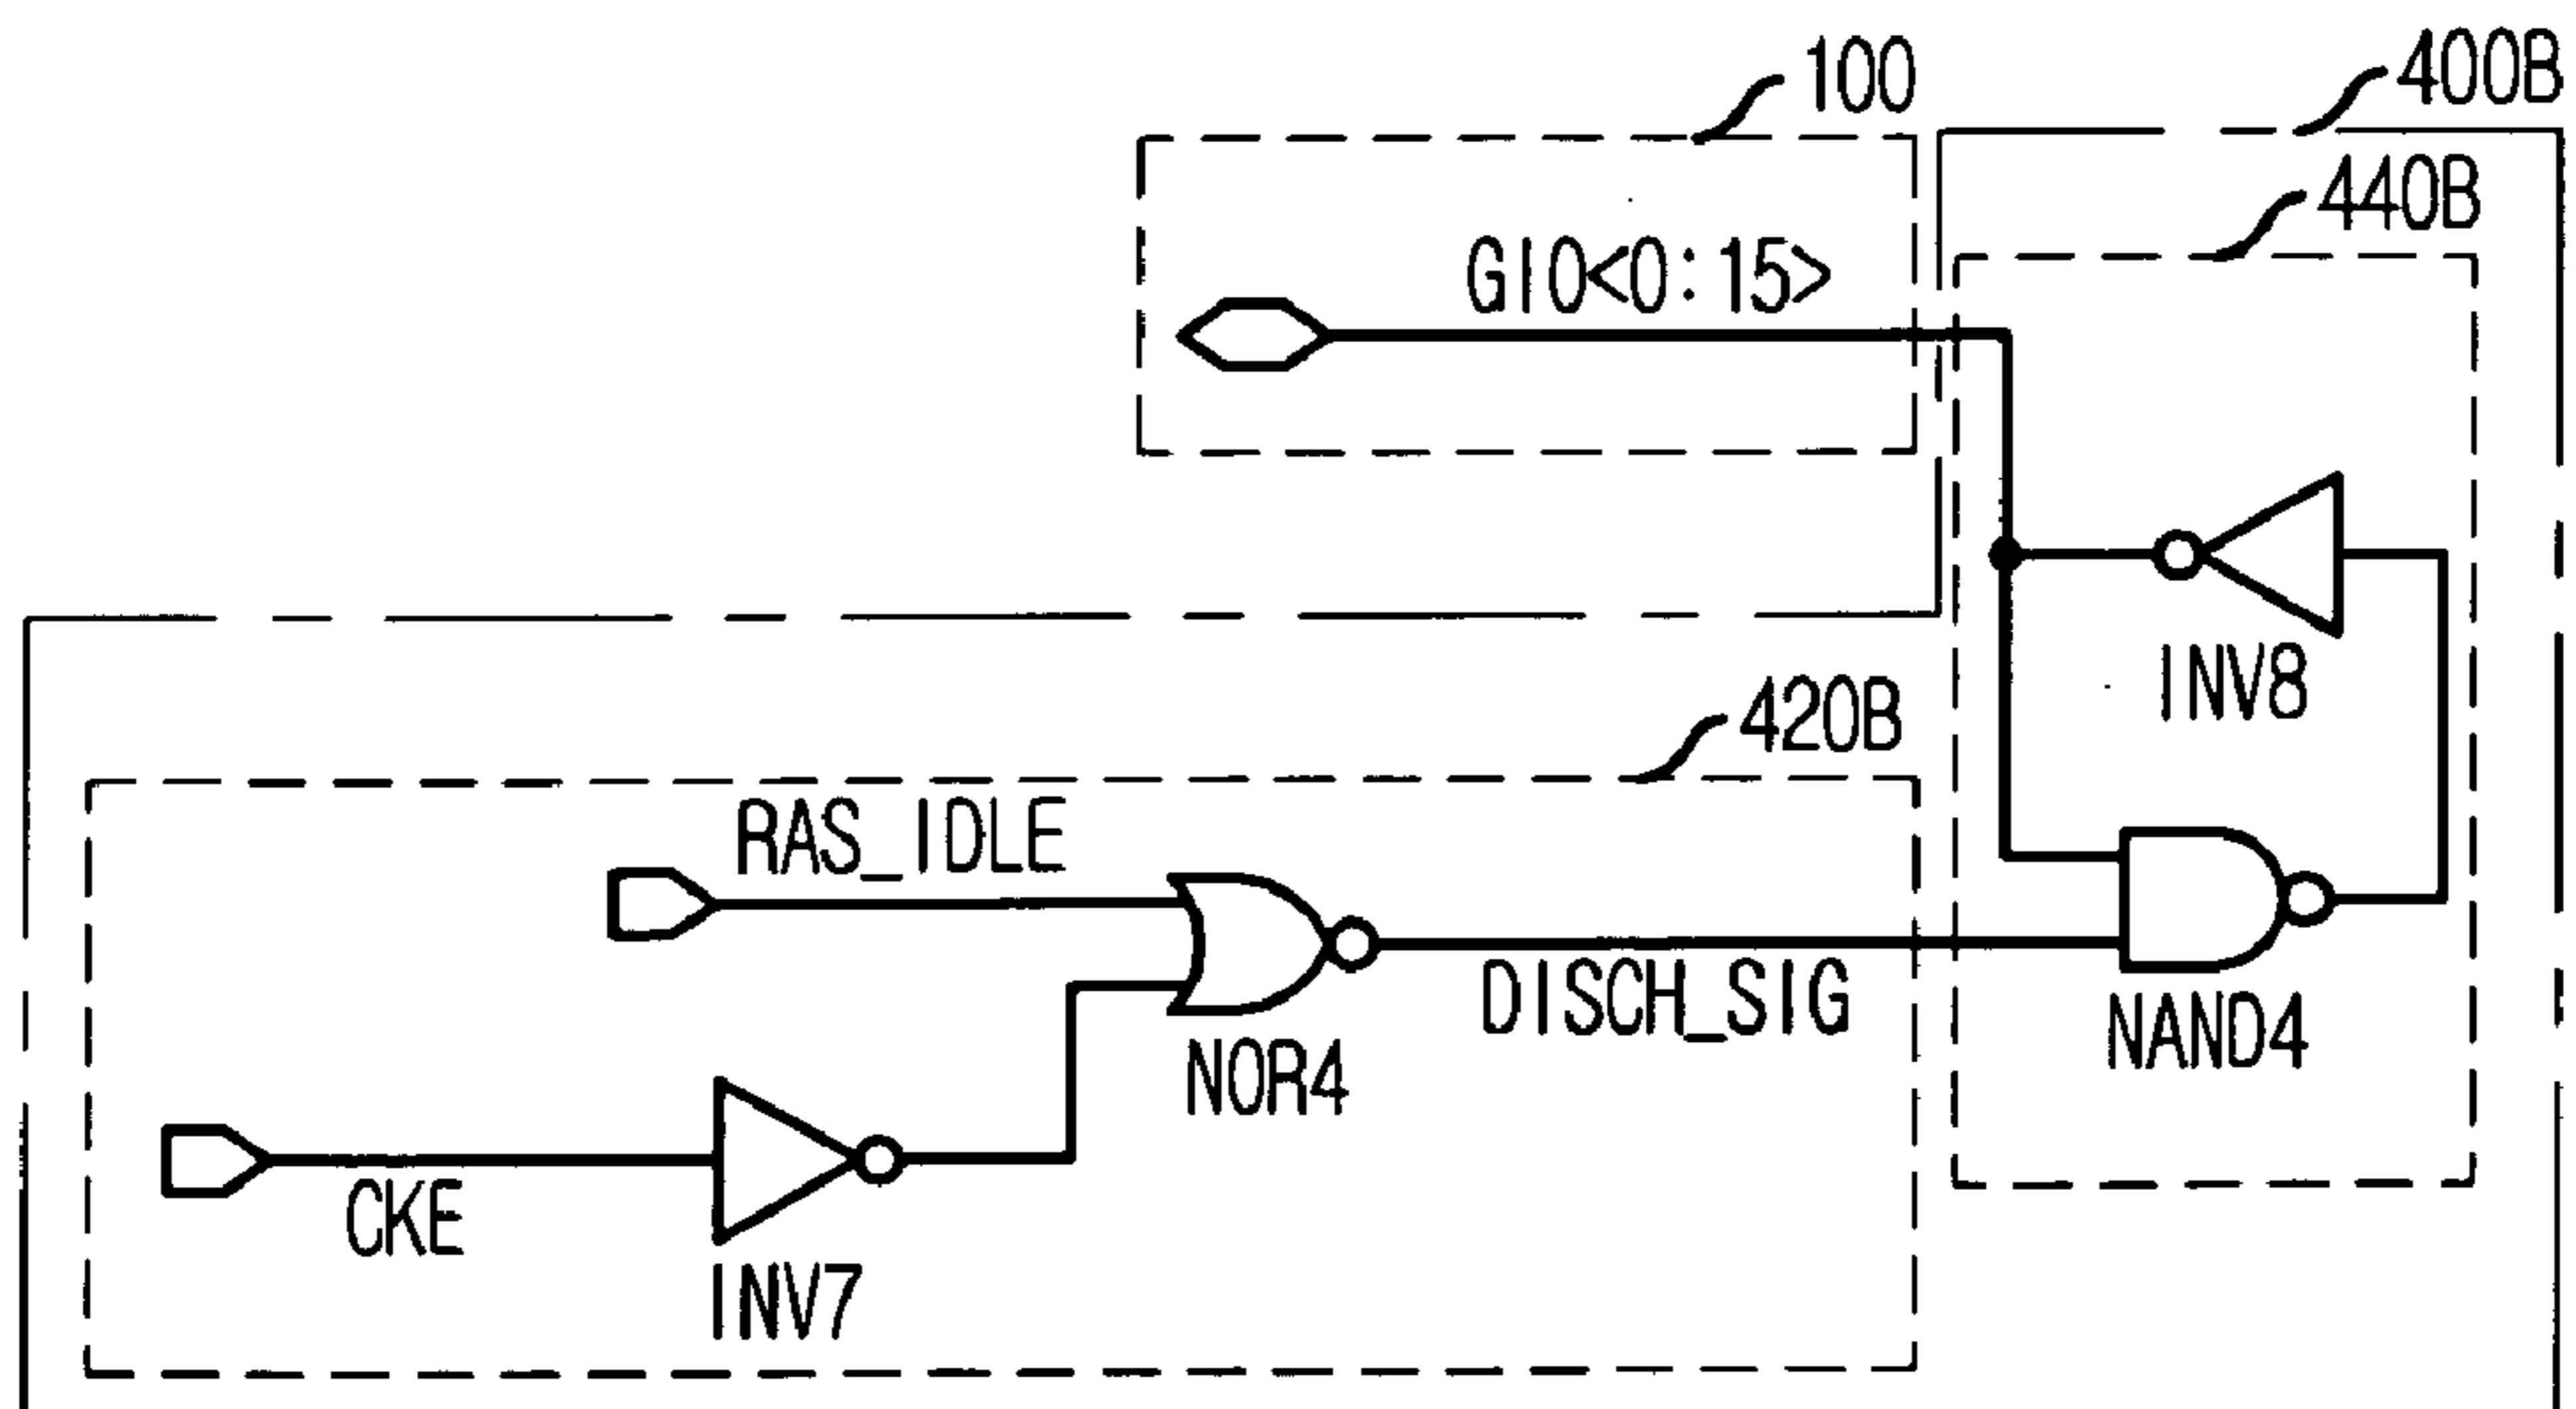 100
400B
440B
GIO<0:15>
INV8
420B
RAS_IDLE
DISCH_SIG
NOR4
NAND4
CKE
INV7